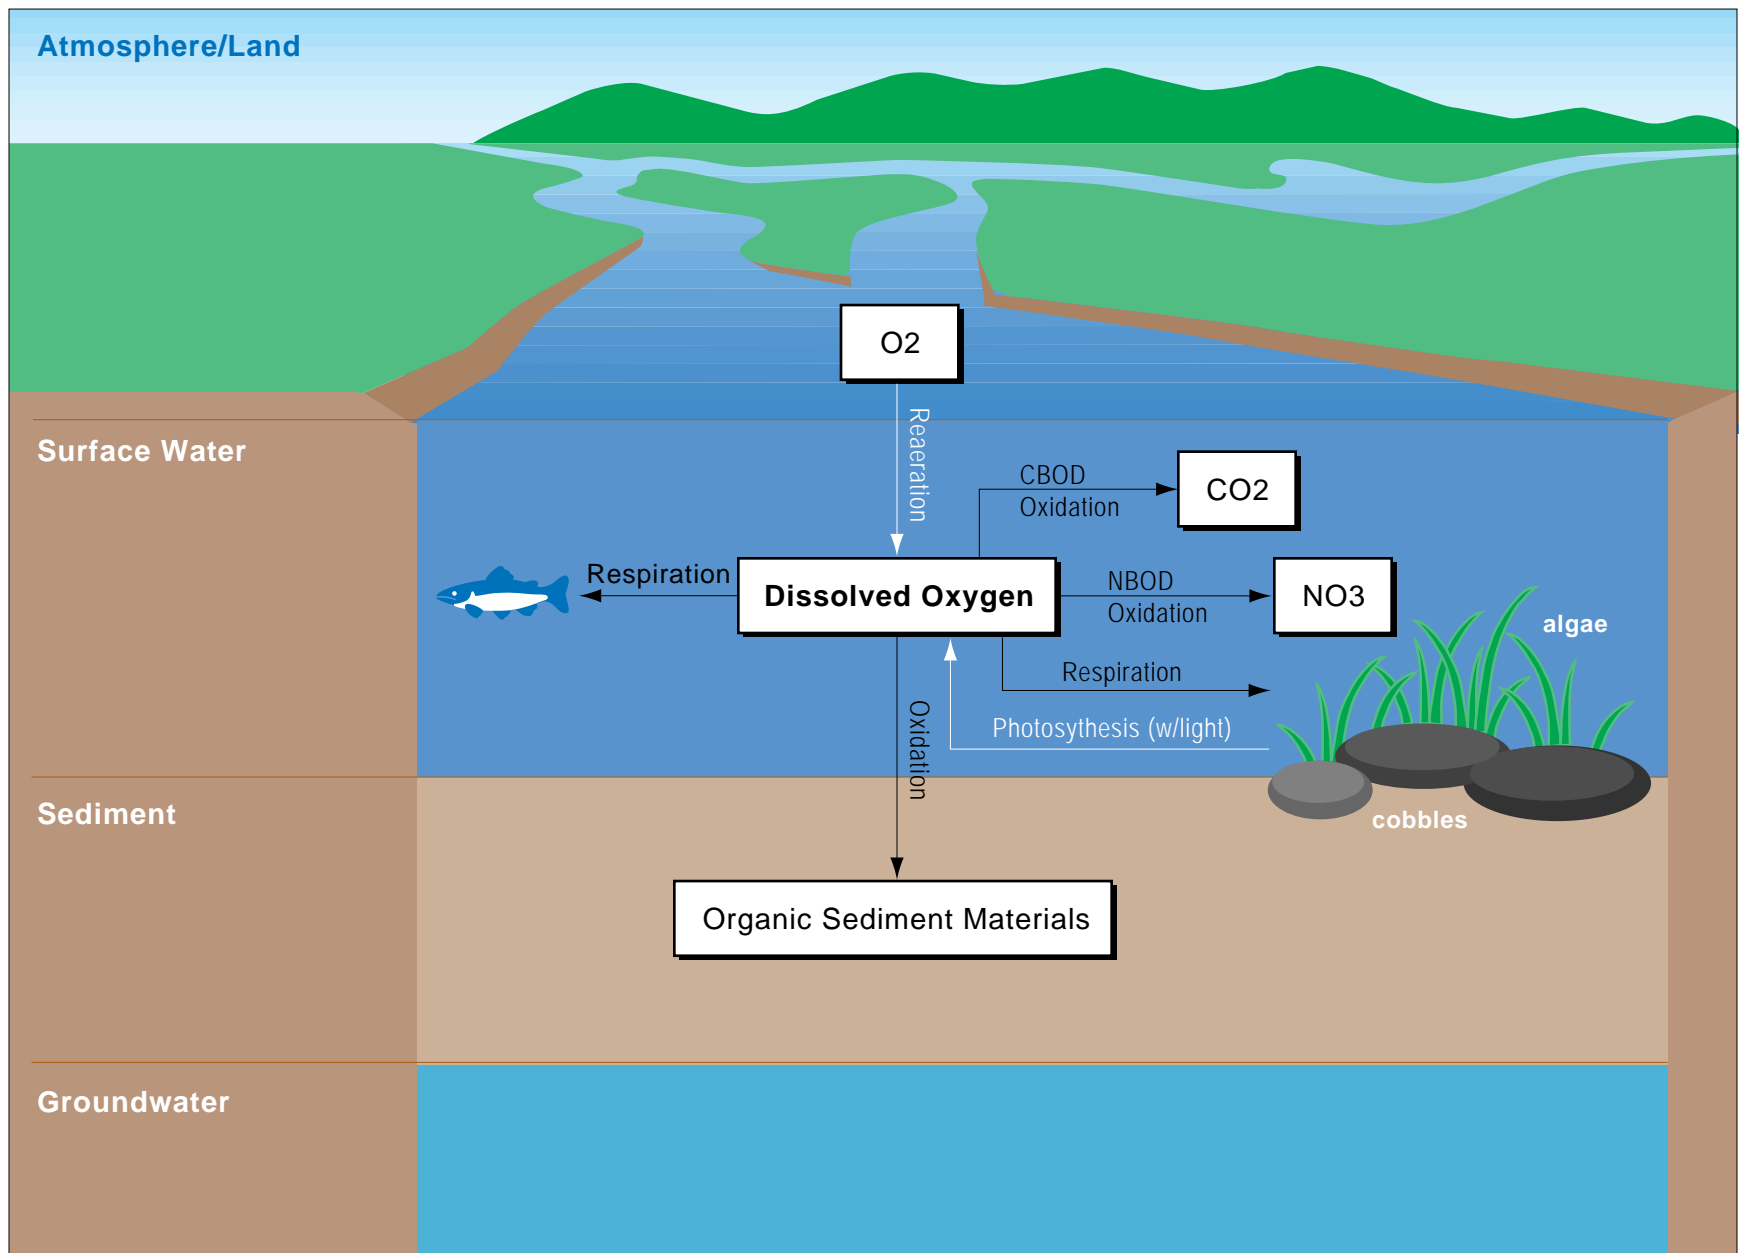 Atmosphere/Land
O2
Reaeration
Surface Water
CBOD
Oxidation
CO2
Respiration
Dissolved Oxygen
NBOD
Oxidation
NO3
algae
Respiration
Photosythesis (w/light)
Oxidation
Sediment
cobbles
Organic Sediment Materials
Groundwater